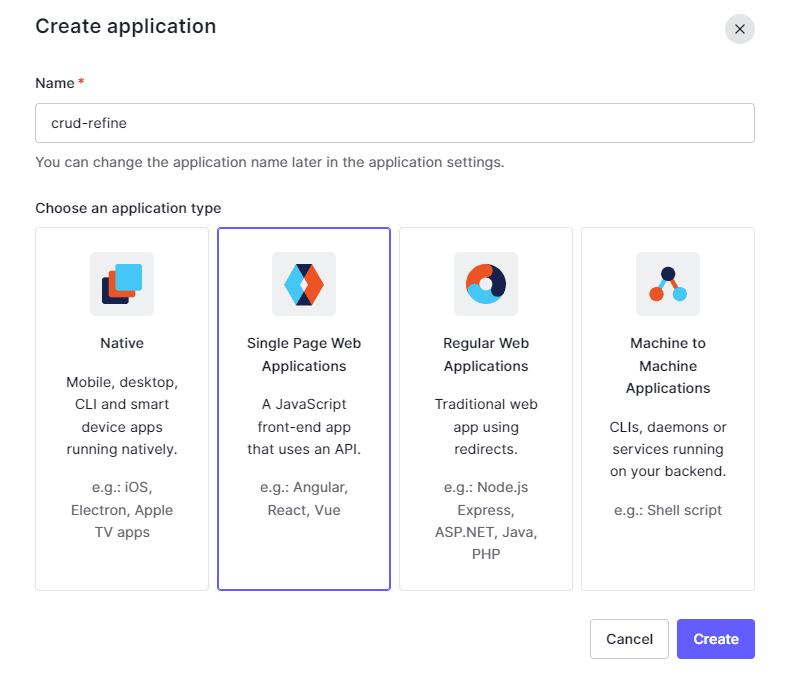 Create application
Name *
crud-refine
You can change the application name later in the application settings.
Choose an application type
Native
Mobile, desktop,
CLI and smart
device apps
running natively.
e.g.: iOS,
Electron, Apple
TV apps
Single Page Web
Applications
A JavaScript
front-end app
that uses an API.
e.g.: Angular,
React, Vue
Regular Web
Applications
Traditional web
app using
redirects.
e.g.: Node.js
Express,
ASP.NET, Java,
PHP
Machine to
Machine
Applications
CLIs, daemons or
services running
on your backend.
e.g.: Shell script
Cancel
Create